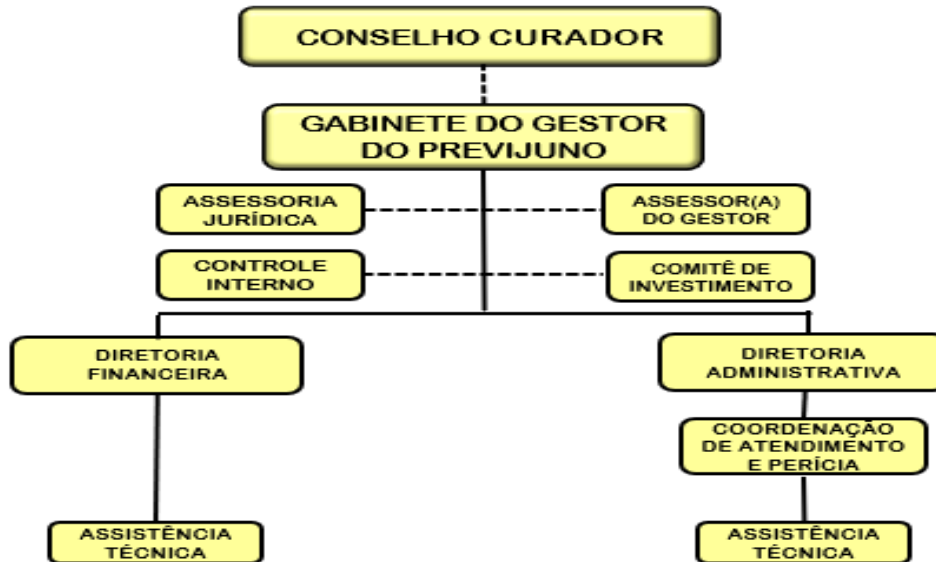 CONSELHO CURADOR
GABINETE DO GESTOR
DO PREVIJUNO
ASSESSORIA
JURÍDICA
ASSESSOR(A)
DO GESTOR
CONTROLE
INTERNO
COMITÊ DE
INVESTIMENTO
DIRETORIA
FINANCEIRA
DIRETORIA
ADMINISTRATIVA
COORDENAÇÃO
DE ATENDIMENTO
E PERÍCIA
ASSISTÊNCIA
TÉCNICA
ASSISTÊNCIA
TÉCNICA